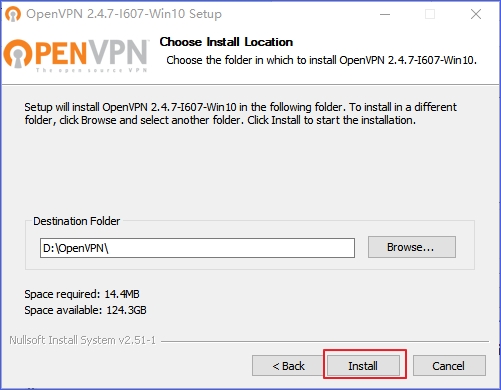 OpenVPN 2.4.7-I607-Win10 Setup
OPENVPN
The open source VPN
Choose Install Location
Choose the folder in which to install OpenVPN 2.4.7-I607-Win10.
Setup will install OpenVPN 2.4.7-I607-Win10 in the following folder. To install in a different
folder, click Browse and select another folder. Click Install to start the installation.
Destination Folder
D:\OpenVPN\
Browse...
Space required: 14.4MB
Space available: 124.3GB
Nullsoft Install System v2.51-1
< Back
Install
Cancel